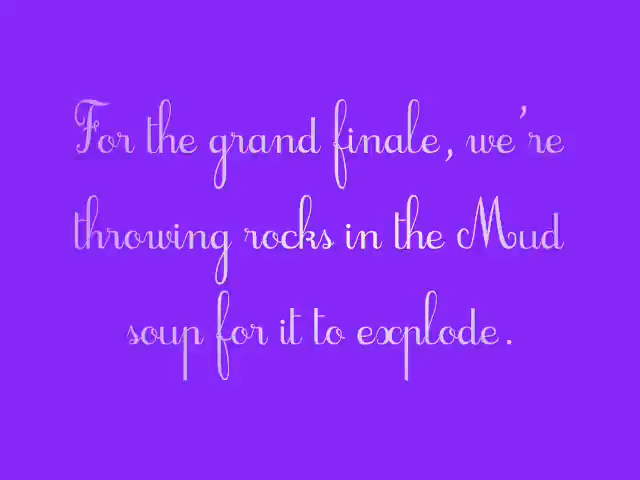 For the grand finale, we're
throwing rocks in the Mud
soup for it to explode.